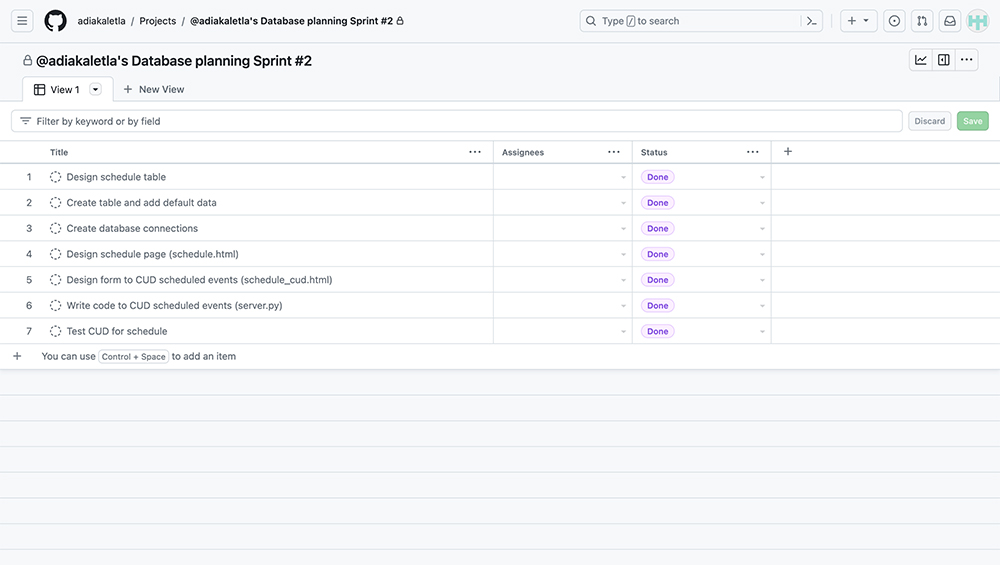 adiakaletla / Projects / @adiakaletla's Database planning Sprint #2
Type / to search
@adiakaletla's Database planning Sprint #2
View 1
New View
Filter by keyword or by field
Discard
Save
Title
Assignees
Status
1 Design schedule table Done
2 Create table and add default data Done
3 Create database connections Done
4 Design schedule page (schedule.html) Done
5 Design form to CUD scheduled events (schedule_cud.html) Done
6 Write code to CUD scheduled events (server.py) Done
7 Test CUD for schedule Done
You can use Control + Space to add an item